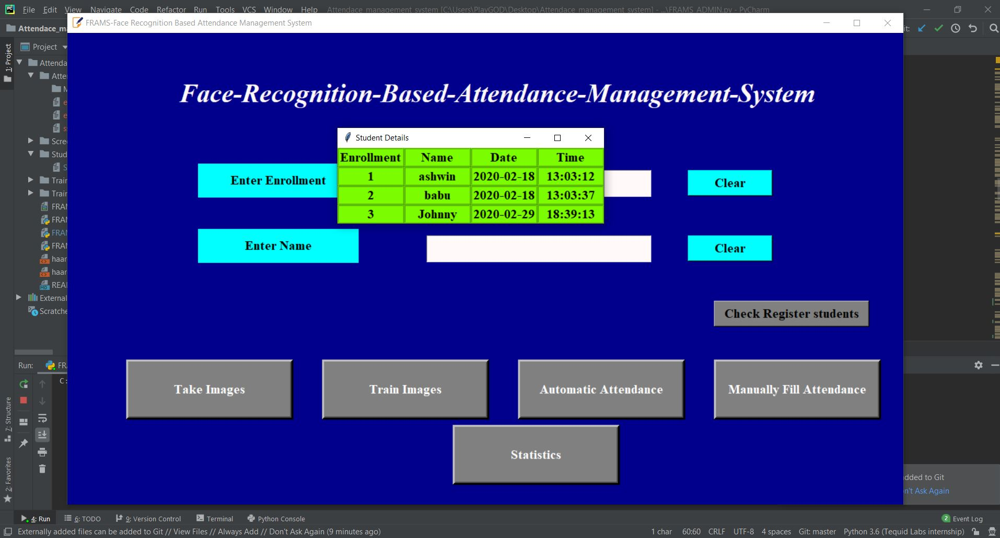 File Edit View Navigate Code Refactor Run Tools VCS Window Help Attendace_management_system [C:\Users\PlayGOD\Desktop\Attendace_management_system] - ...\FRAMS_ADMIN.py - PyCharm
Attendace_m
FRAMS-Face Recognition Based Attendance Management System
it:
1: Project
Project
Attenda
Atte
M
e
e
s
Scre
Stud
S
Train
Train
FRAM
FRAM
FRAM
FRAM
haar
haar
REA
External
Scratche
Face-Recognition-Based-Attendance-Management-System
Student Details
Enrollment Name Date Time
1 ashwin 2020-02-18 13:03:12
2 babu 2020-02-18 13:03:37
3 Johnny 2020-02-29 18:39:13
Enter Enrollment
Clear
Enter Name
Clear
Check Register students
Take Images Train Images Automatic Attendance Manually Fill Attendance
Statistics
Run: FR
C:
7: Structure
2: Favorites
dded to Git
n't Ask Again
4: Run 6: TODO 9: Version Control Terminal Python Console 2 Event Log
Externally added files can be added to Git // View Files // Always Add // Don't Ask Again (9 minutes ago) 1 char 60:60 CRLF UTF-8 4 spaces Git: master Python 3.6 (Tequid Labs internship)